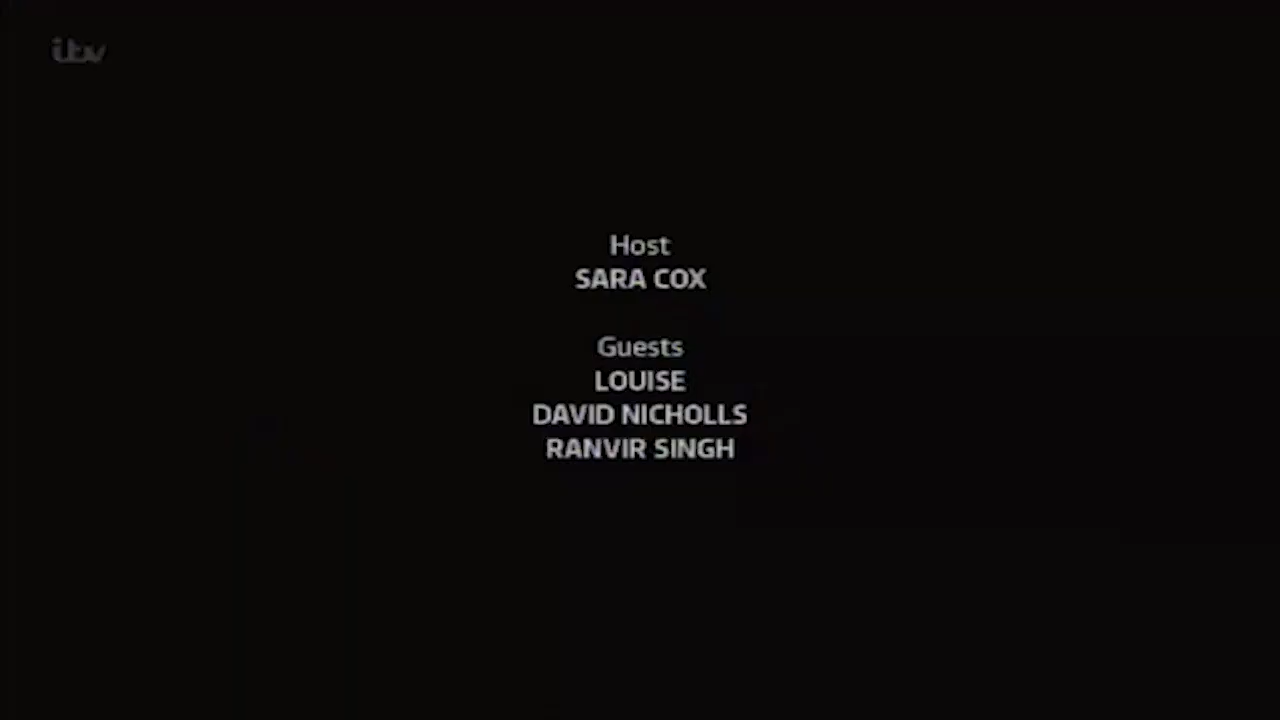 itv
Host
SARA COX
Guests
LOUISE
DAVID NICHOLLS
RANVIR SINGH